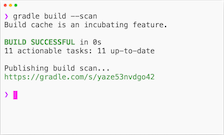 ❯ gradle build --scan
Build cache is an incubating feature.
BUILD SUCCESSFUL in 0s
11 actionable tasks: 11 up-to-date
Publishing build scan...
https://gradle.com/s/yaze53nvdgo42
❯